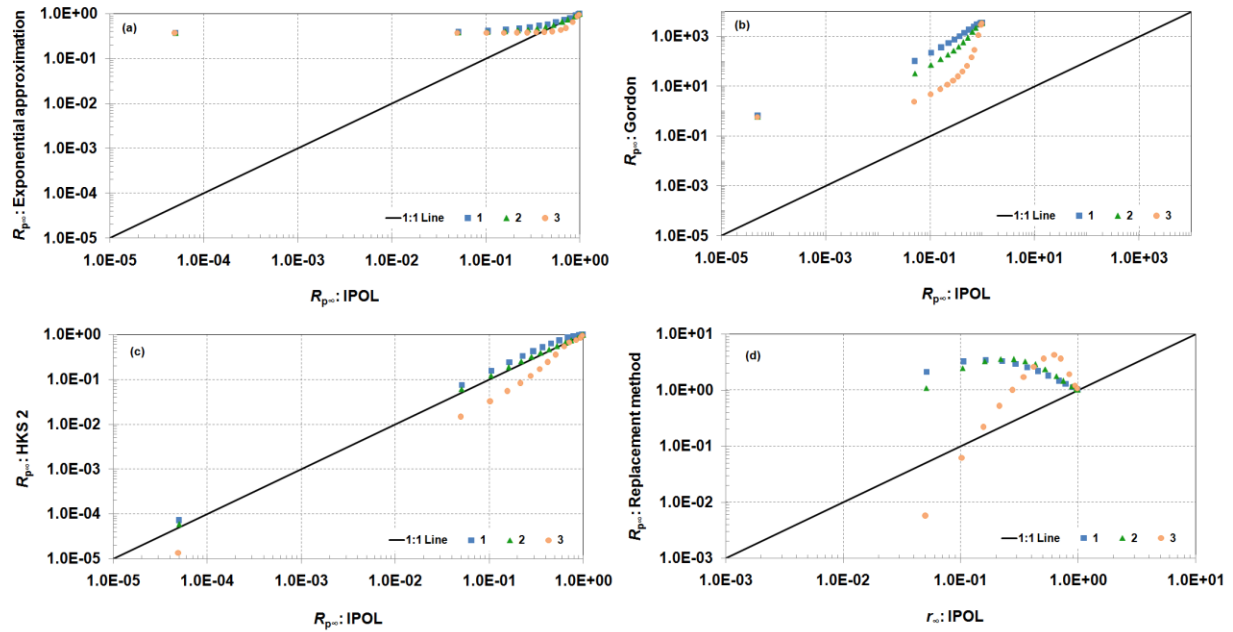 (a)
1.0E+00
1.0E-01
1.0E-02
1.0E-03
1.0E-04
1.0E-05
Rp∞: Exponential approximation
1:1 Line 1 2 3
1.0E-05 1.0E-04 1.0E-03 1.0E-02 1.0E-01 1.0E+00
Rp∞: IPOL
(b)
1.0E+03
1.0E+01
1.0E-01
1.0E-03
1.0E-05
Rp∞: Gordon
1:1 Line 1 2 3
1.0E-05 1.0E-03 1.0E-01 1.0E+01 1.0E+03
Rp∞: IPOL
(c)
1.0E+00
1.0E-01
1.0E-02
1.0E-03
1.0E-04
1.0E-05
Rp∞: HKS 2
1:1 Line 1 2 3
1.0E-05 1.0E-04 1.0E-03 1.0E-02 1.0E-01 1.0E+00
Rp∞: IPOL
(d)
1.0E+01
1.0E+00
1.0E-01
1.0E-02
1.0E-03
Rp∞: Replacement method
1:1 Line 1 2 3
1.0E-03 1.0E-02 1.0E-01 1.0E+00 1.0E+01
r∞: IPOL